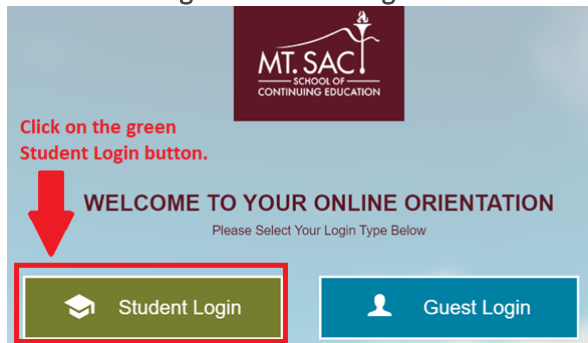 MT. SAC
SCHOOL OF
CONTINUING EDUCATION
Click on the green
Student Login button.
WELCOME TO YOUR ONLINE ORIENTATION
Please Select Your Login Type Below
Student Login
Guest Login